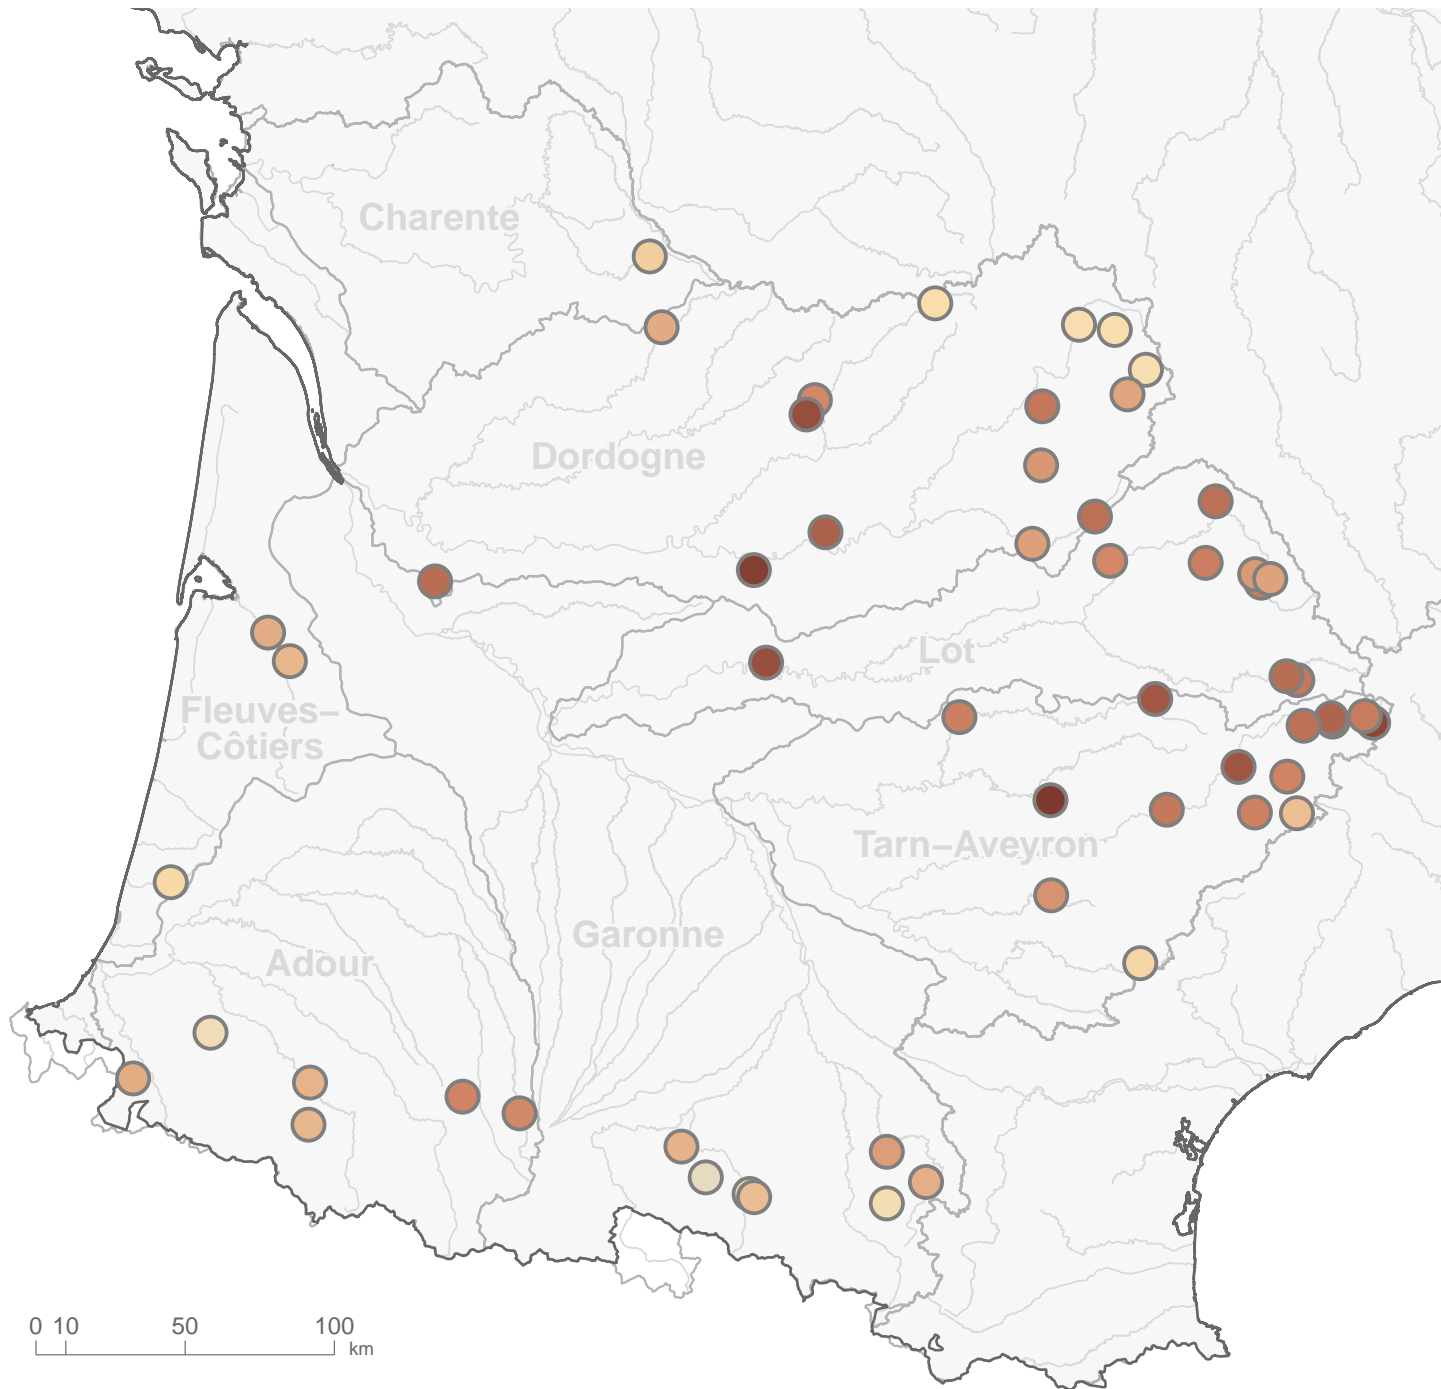 Charente
Dordogne
Lot
Fleuves–
Côtiers
Tarn–Aveyron
Garonne
Adour
0 10 50 100
km